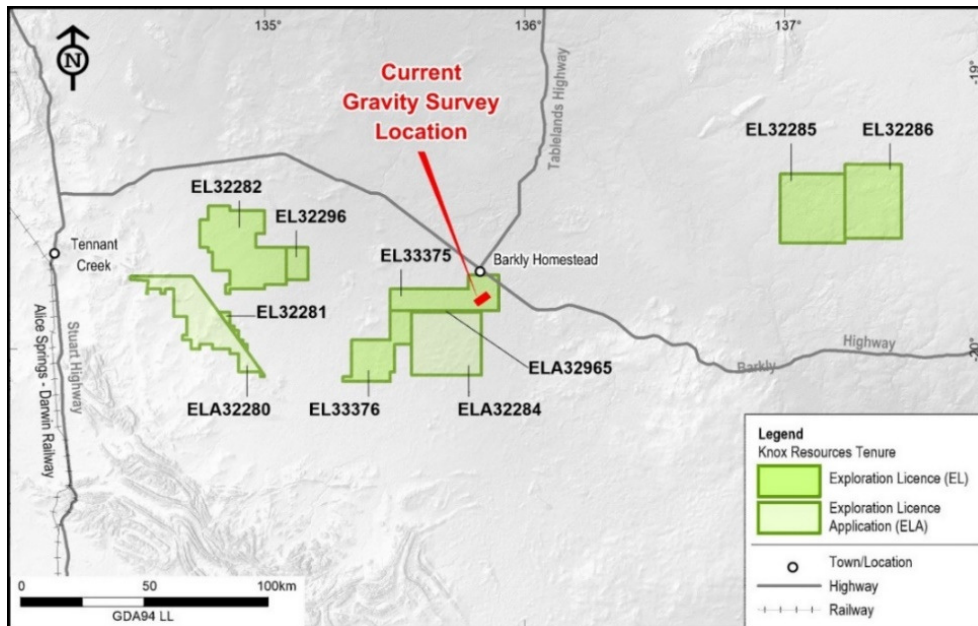 135°
136°
137°
-19°
N
Current
Gravity Survey
Location
Tablelands Highway
EL32285
EL32286
EL32282
EL32296
Tennant
Creek
EL33375
Barkly Homestead
EL32281
Alice Springs - Darwin Railway
Stuart Highway
ELA32965
Barkly
Highway
-20°
ELA32280
EL33376
ELA32284
Legend
Knox Resources Tenure
Exploration Licence (EL)
Exploration Licence
Application (ELA)
Town/Location
Highway
Railway
0 50 100km
GDA94 LL